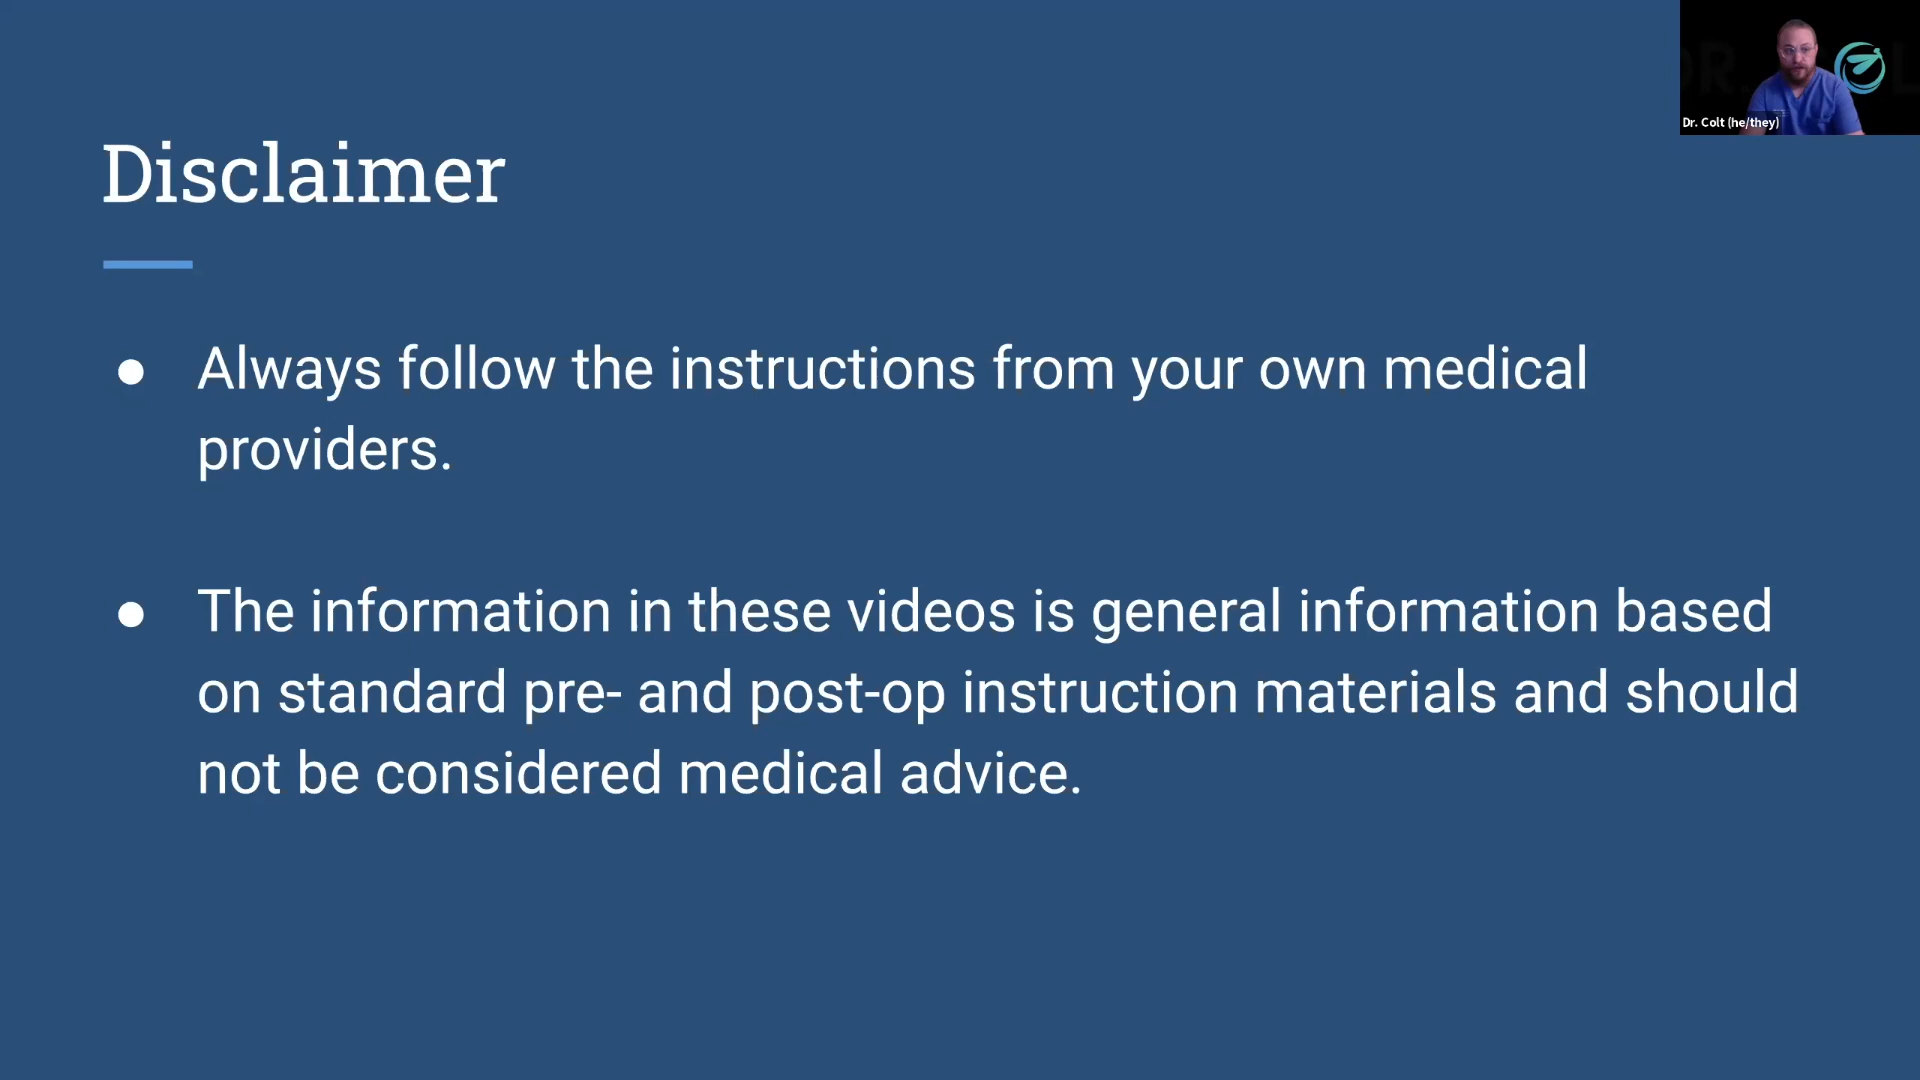 Dr. Colt (he/they)
Disclaimer
● Always follow the instructions from your own medical
providers.
● The information in these videos is general information based
on standard pre- and post-op instruction materials and should
not be considered medical advice.